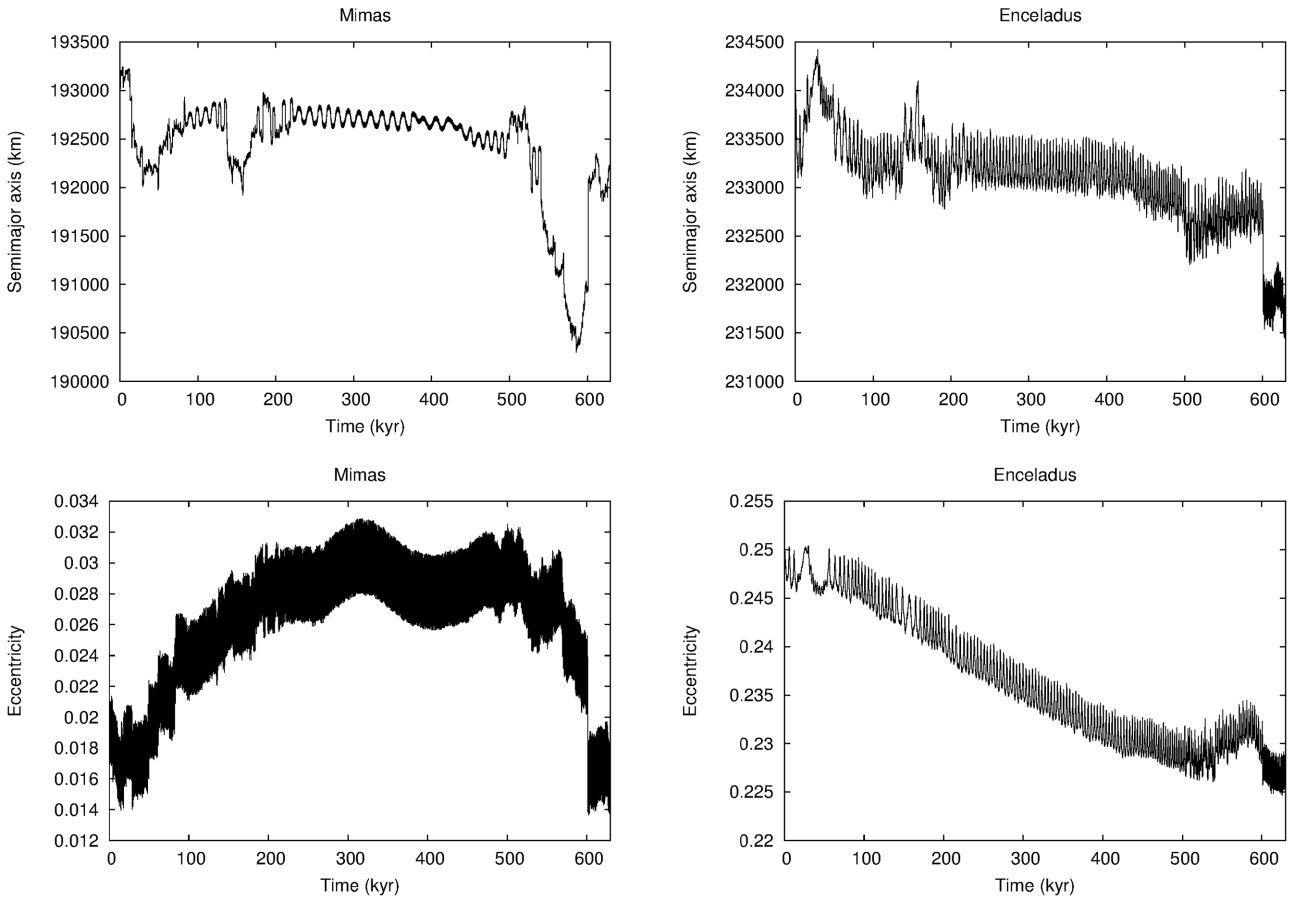 Mimas
193500
193000
192500
192000
191500
191000
190500
190000
Semimajor axis (km)
0 100 200 300 400 500 600
Time (kyr)
Enceladus
234500
234000
233500
233000
232500
232000
231500
231000
Semimajor axis (km)
0 100 200 300 400 500 600
Time (kyr)
Mimas
0.034
0.032
0.03
0.028
0.026
0.024
0.022
0.02
0.018
0.016
0.014
0.012
Eccentricity
0 100 200 300 400 500 600
Time (kyr)
Enceladus
0.255
0.25
0.245
0.24
0.235
0.23
0.225
0.22
Eccentricity
0 100 200 300 400 500 600
Time (kyr)